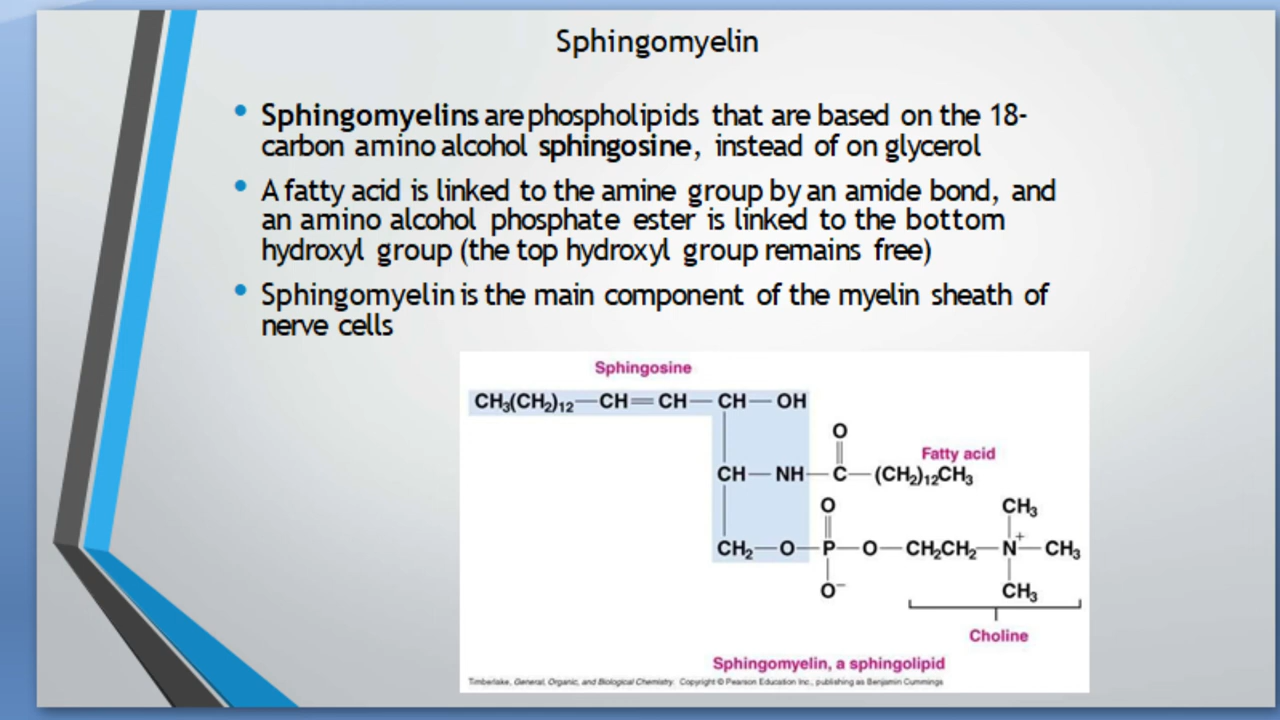 Sphingomyelin
• Sphingomyelins are phospholipids that are based on the 18-
carbon amino alcohol sphingosine, instead of on glycerol
• A fatty acid is linked to the amine group by an amide bond, and
an amino alcohol phosphate ester is linked to the bottom
hydroxyl group (the top hydroxyl group remains free)
• Sphingomyelin is the main component of the myelin sheath of
nerve cells
Sphingosine
CH₃(CH₂)₁₂—CH=CH—CH—OH
O
Fatty acid
CH—NH—C—(CH₂)₁₂CH₃
O CH₃
CH₂—O—P—O—CH₂CH₂—N⁺—CH₃
O⁻ CH₃
Choline
Sphingomyelin, a sphingolipid
Timberlake, General, Organic, and Biological Chemistry. Copyright © Pearson Education Inc., publishing as Benjamin Cummings